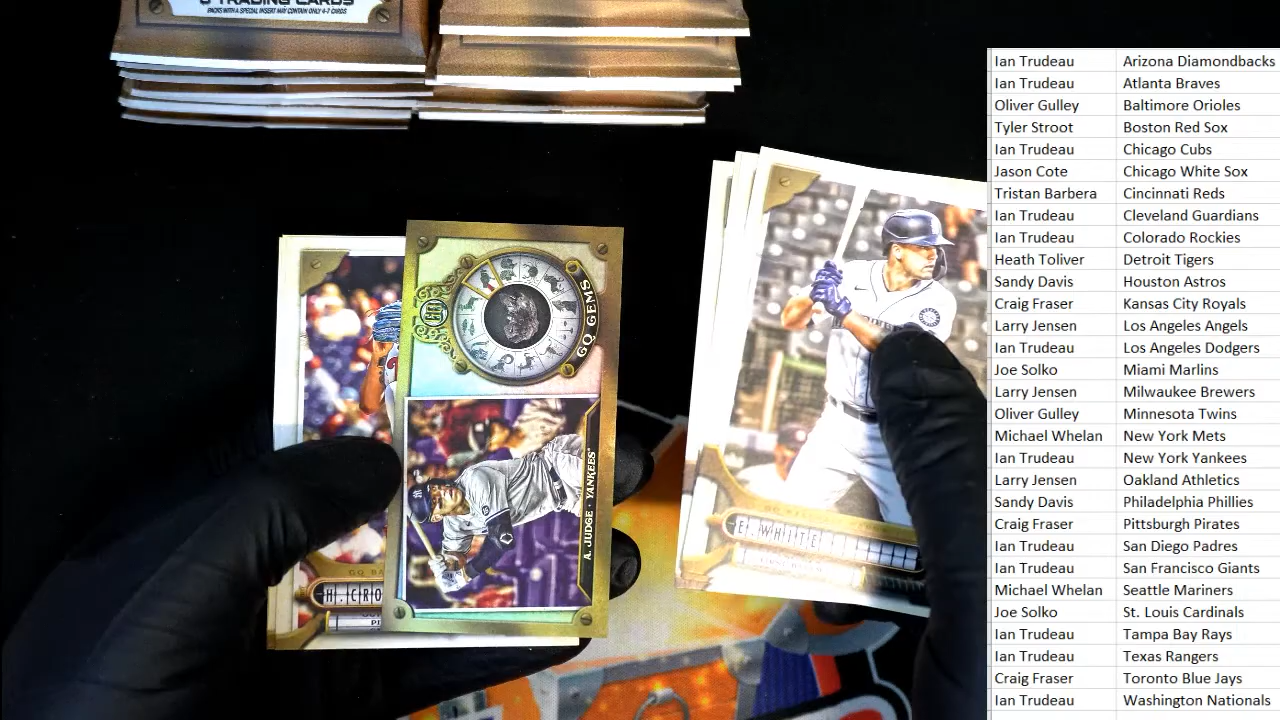 8 TRADING CARDS
PACKS WITH A SPECIAL INSERT MAY CONTAIN ONLY 4-7 CARDS
GQ
GQ GEMS
A. JUDGE • YANKEES
H.CRO
E.WHITE
Ian Trudeau Arizona Diamondbacks
Ian Trudeau Atlanta Braves
Oliver Gulley Baltimore Orioles
Tyler Stroot Boston Red Sox
Ian Trudeau Chicago Cubs
Jason Cote Chicago White Sox
Tristan Barbera Cincinnati Reds
Ian Trudeau Cleveland Guardians
Ian Trudeau Colorado Rockies
Heath Toliver Detroit Tigers
Sandy Davis Houston Astros
Craig Fraser Kansas City Royals
Larry Jensen Los Angeles Angels
Ian Trudeau Los Angeles Dodgers
Joe Solko Miami Marlins
Larry Jensen Milwaukee Brewers
Oliver Gulley Minnesota Twins
Michael Whelan New York Mets
Ian Trudeau New York Yankees
Larry Jensen Oakland Athletics
Sandy Davis Philadelphia Phillies
Craig Fraser Pittsburgh Pirates
Ian Trudeau San Diego Padres
Ian Trudeau San Francisco Giants
Michael Whelan Seattle Mariners
Joe Solko St. Louis Cardinals
Ian Trudeau Tampa Bay Rays
Ian Trudeau Texas Rangers
Craig Fraser Toronto Blue Jays
Ian Trudeau Washington Nationals